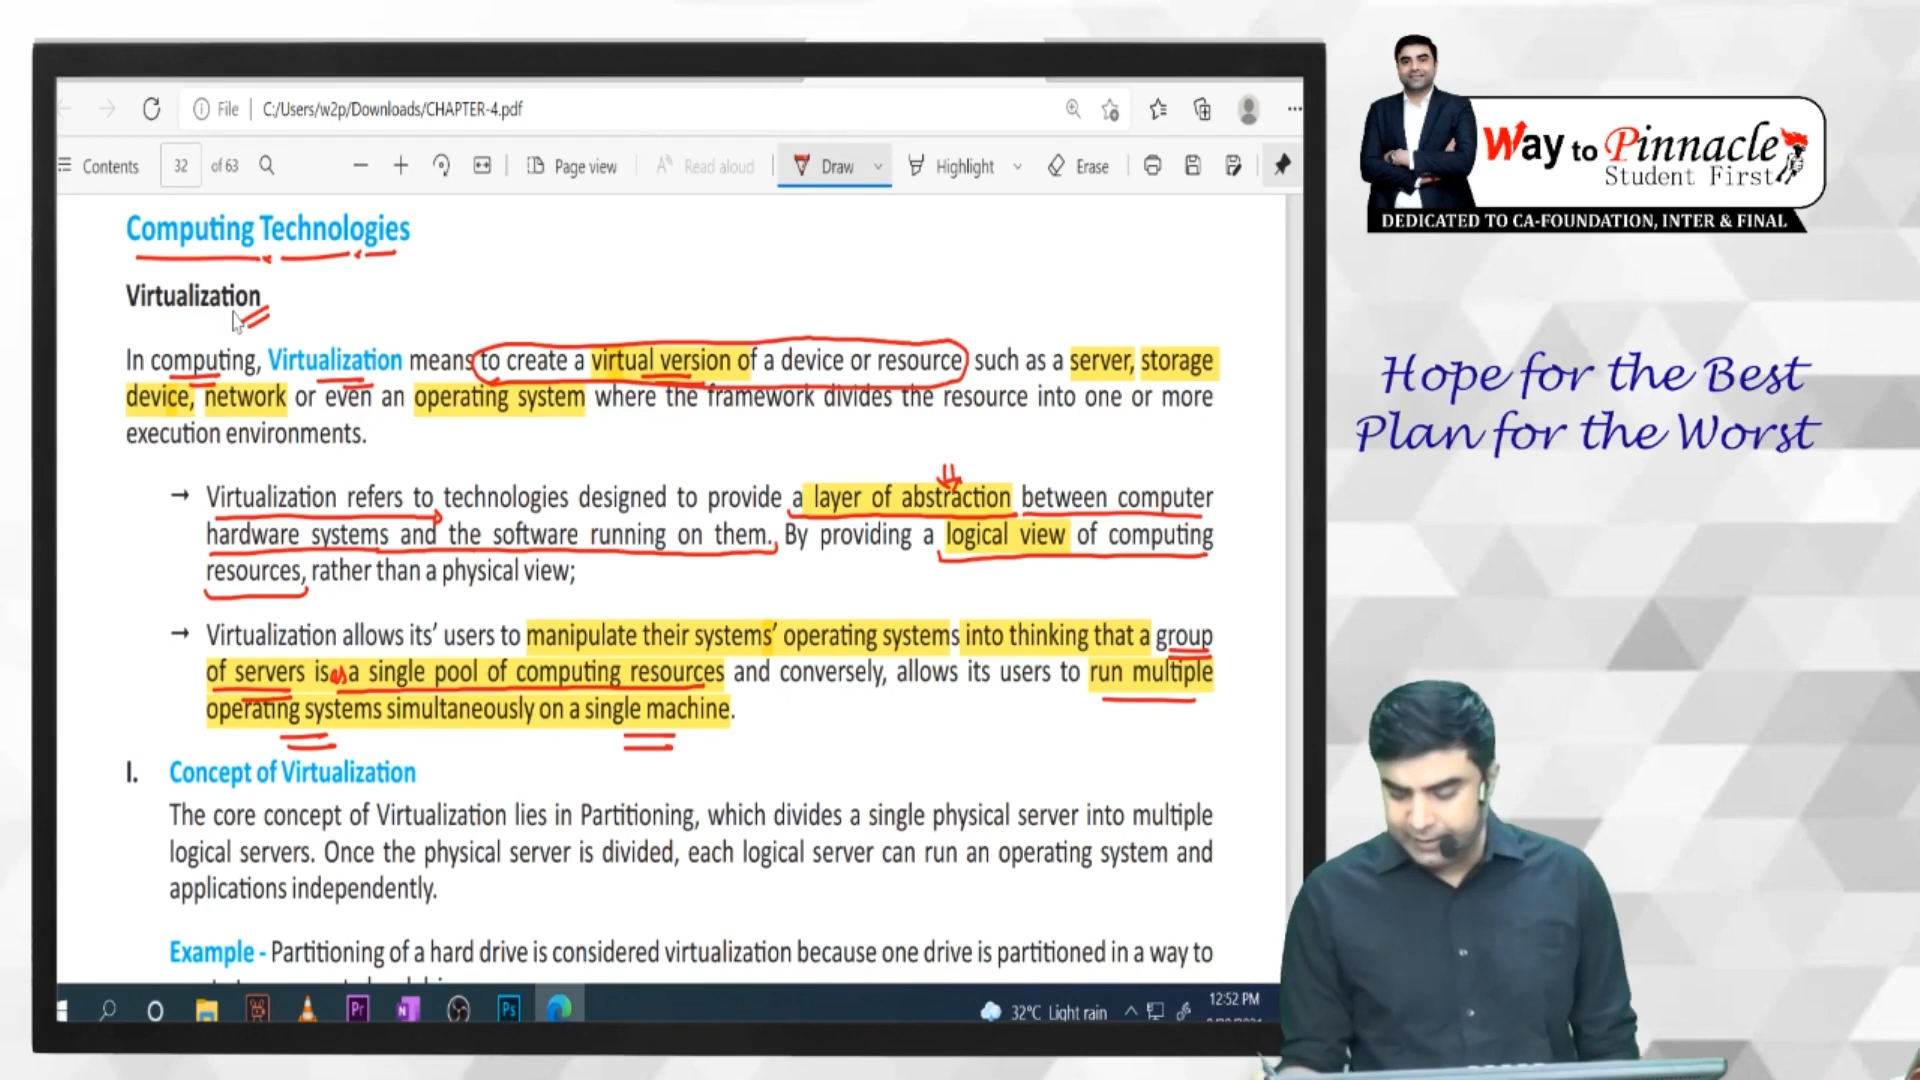 File | C:/Users/w2p/Downloads/CHAPTER-4.pdf
Contents 32 of 63 Page view Read aloud Draw Highlight Erase
Computing Technologies
Virtualization
In computing, Virtualization means to create a virtual version of a device or resource, such as a server, storage
device, network or even an operating system where the framework divides the resource into one or more
execution environments.
→ Virtualization refers to technologies designed to provide a layer of abstraction between computer
hardware systems and the software running on them. By providing a logical view of computing
resources, rather than a physical view;
→ Virtualization allows its’ users to manipulate their systems’ operating systems into thinking that a group
of servers is as a single pool of computing resources and conversely, allows its users to run multiple
operating systems simultaneously on a single machine.
I. Concept of Virtualization
The core concept of Virtualization lies in Partitioning, which divides a single physical server into multiple
logical servers. Once the physical server is divided, each logical server can run an operating system and
applications independently.
Example - Partitioning of a hard drive is considered virtualization because one drive is partitioned in a way to
Pr N Ps 32°C Light rain 12:52 PM
Way to Pinnacle
Student First
DEDICATED TO CA-FOUNDATION, INTER & FINAL
Hope for the Best
Plan for the Worst